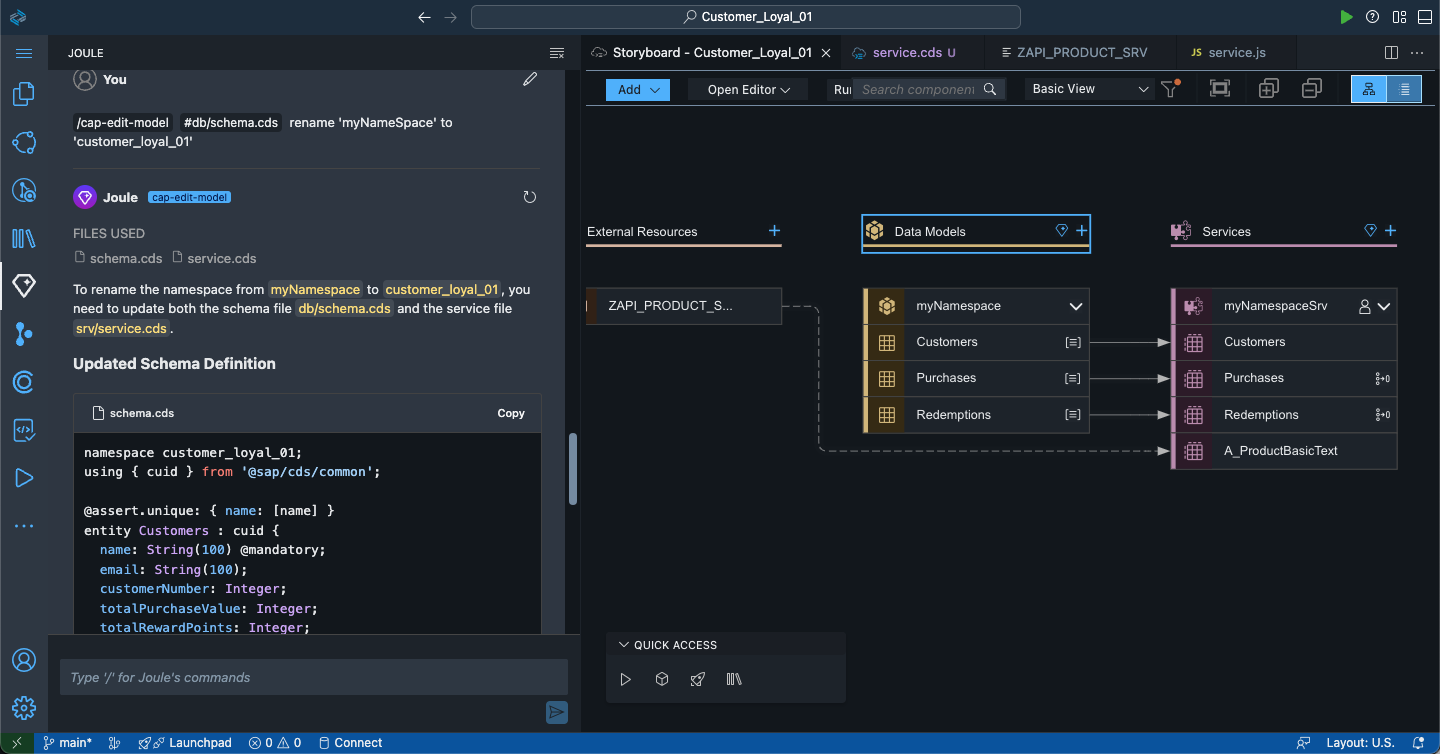 Customer_Loyal_01
JOULE
You
/cap-edit-model #db/schema.cds rename 'myNameSpace' to
'customer_loyal_01'
Joule cap-edit-model
FILES USED
schema.cds service.cds
To rename the namespace from myNamespace to customer_loyal_01, you
need to update both the schema file db/schema.cds and the service file
srv/service.cds.
Updated Schema Definition
schema.cds Copy
namespace customer_loyal_01;
using { cuid } from '@sap/cds/common';
@assert.unique: { name: [name] }
entity Customers : cuid {
name: String(100) @mandatory;
email: String(100);
customerNumber: Integer;
totalPurchaseValue: Integer;
totalRewardPoints: Integer;
Type '/' for Joule's commands
Storyboard - Customer_Loyal_01 service.cds U ZAPI_PRODUCT_SRV JS service.js
Add Open Editor Run Search component Basic View
External Resources
ZAPI_PRODUCT_S...
Data Models
myNamespace
Customers
Purchases
Redemptions
Services
myNamespaceSrv
Customers
Purchases
Redemptions
A_ProductBasicText
QUICK ACCESS
main* Launchpad 0 0 Connect Layout: U.S.